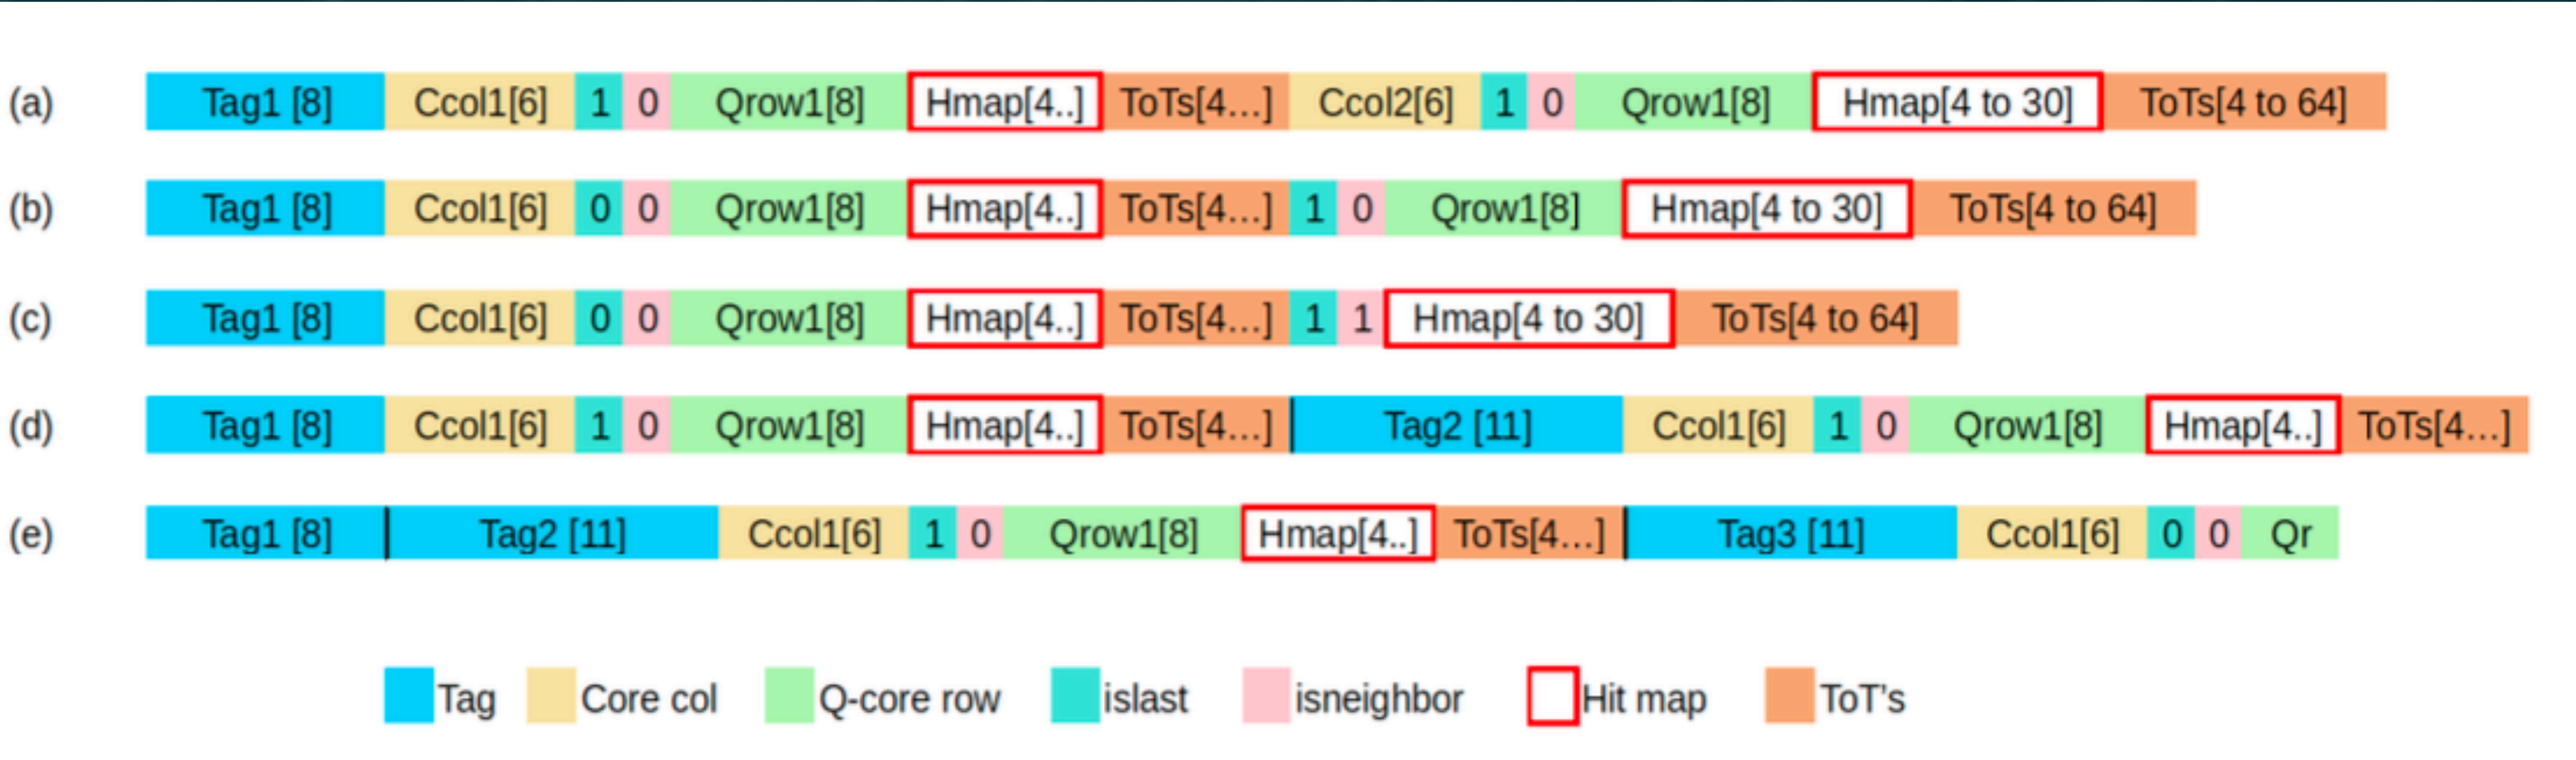 (a) Tag1 [8] Ccol1[6] 1 0 Qrow1[8] Hmap[4..] ToTs[4...] Ccol2[6] 1 0 Qrow1[8] Hmap[4 to 30] ToTs[4 to 64]
(b) Tag1 [8] Ccol1[6] 0 0 Qrow1[8] Hmap[4..] ToTs[4...] 1 0 Qrow1[8] Hmap[4 to 30] ToTs[4 to 64]
(c) Tag1 [8] Ccol1[6] 0 0 Qrow1[8] Hmap[4..] ToTs[4...] 1 1 Hmap[4 to 30] ToTs[4 to 64]
(d) Tag1 [8] Ccol1[6] 1 0 Qrow1[8] Hmap[4..] ToTs[4...] Tag2 [11] Ccol1[6] 1 0 Qrow1[8] Hmap[4..] ToTs[4...]
(e) Tag1 [8] Tag2 [11] Ccol1[6] 1 0 Qrow1[8] Hmap[4..] ToTs[4...] Tag3 [11] Ccol1[6] 0 0 Qr
Tag Core col Q-core row islast isneighbor Hit map ToT's